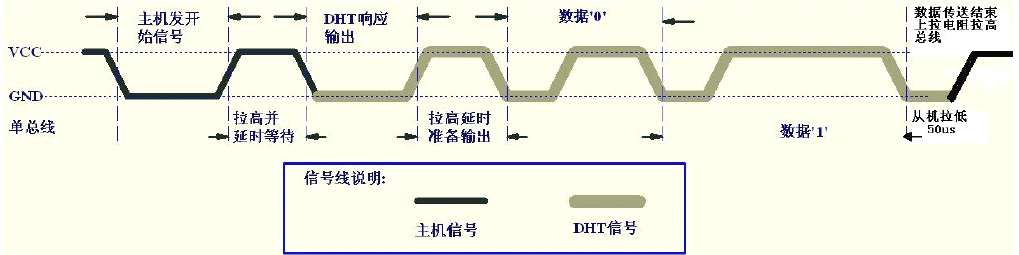 主机发开
始信号
DHT响应
输出
数据'0'
数据传送结束
上拉电阻拉高
总线
VCC
GND
单总线
拉高并
延时等待
拉高延时
准备输出
数据'1'
从机拉低
50us
信号线说明:
主机信号
DHT信号